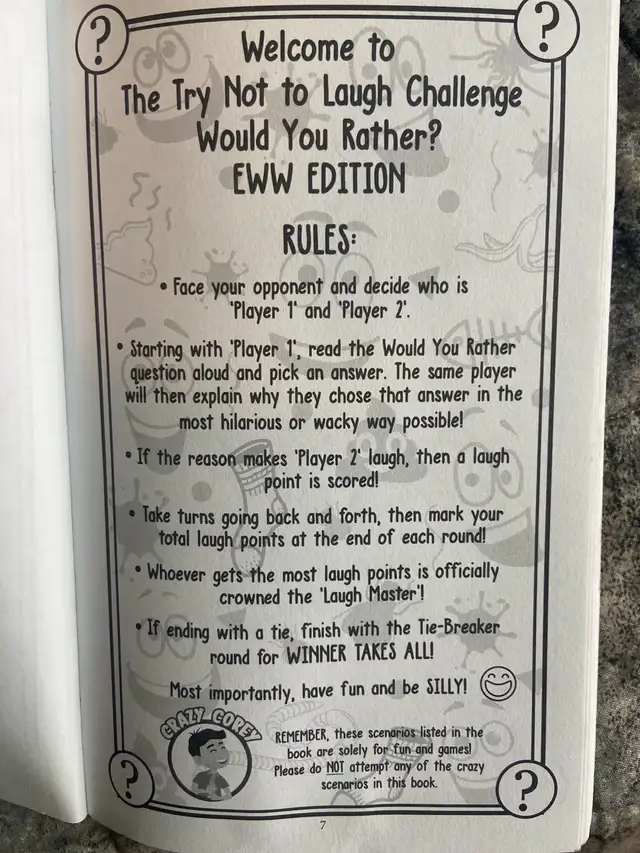 ?
?
Welcome to
The Try Not to Laugh Challenge
Would You Rather?
EWW EDITION
RULES:
• Face your opponent and decide who is
'Player 1' and 'Player 2'.
• Starting with 'Player 1', read the Would You Rather
question aloud and pick an answer. The same player
will then explain why they chose that answer in the
most hilarious or wacky way possible!
• If the reason makes 'Player 2' laugh, then a laugh
point is scored!
• Take turns going back and forth, then mark your
total laugh points at the end of each round!
• Whoever gets the most laugh points is officially
crowned the 'Laugh Master'!
• If ending with a tie, finish with the Tie-Breaker
round for WINNER TAKES ALL!
Most importantly, have fun and be SILLY!
CRAZY COREY
REMEMBER, these scenarios listed in the
book are solely for fun and games!
Please do NOT attempt any of the crazy
scenarios in this book.
?
?
7